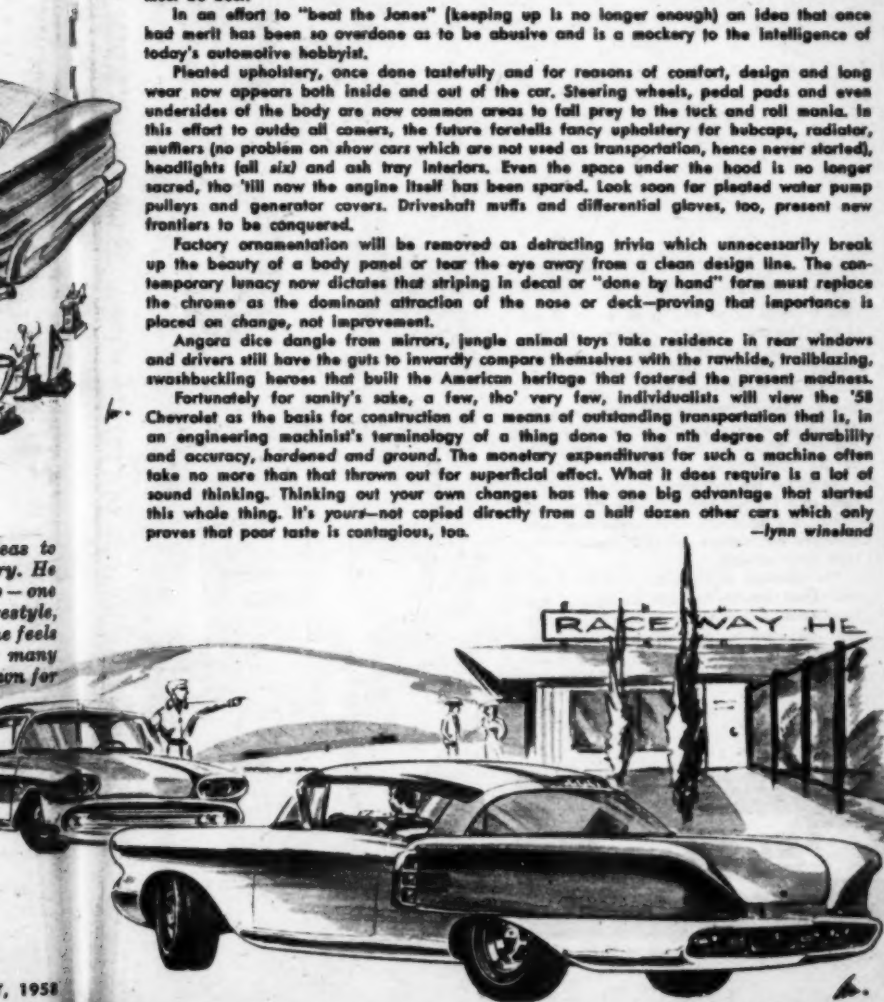 In an effort to "beat the Jones" (keeping up is no longer enough) an idea that once
had merit has been so overdone as to be abusive and is a mockery to the intelligence of
today's automotive hobbyist.
Pleated upholstery, once done tastefully and for reasons of comfort, design and long
wear now appears both inside and out of the car. Steering wheels, pedal pads and even
undersides of the body are now common areas to fall prey to the tuck and roll mania. In
this effort to outdo all comers, the future foretells fancy upholstery for hubcaps, radiator,
mufflers (no problem on show cars which are not used as transportation, hence never started),
headlights (all six) and ash tray interiors. Even the space under the hood is no longer
sacred, tho 'till now the engine itself has been spared. Look soon for pleated water pump
pulleys and generator covers. Driveshaft muffs and differential gloves, too, present new
frontiers to be conquered.
Factory ornamentation will be removed as detracting trivia which unnecessarily break
up the beauty of a body panel or tear the eye away from a clean design line. The con-
temporary lunacy now dictates that striping in decal or "done by hand" form must replace
the chrome as the dominant attraction of the nose or deck—proving that importance is
placed on change, not improvement.
Angora dice dangle from mirrors, jungle animal toys take residence in rear windows
and drivers still have the guts to inwardly compare themselves with the rawhide, trailblazing,
swashbuckling heroes that built the American heritage that fostered the present madness.
Fortunately for sanity's sake, a few, tho' very few, individualists will view the '58
Chevrolet as the basis for construction of a means of outstanding transportation that is, in
an engineering machinist's terminology of a thing done to the nth degree of durability
and accuracy, hardened and ground. The monetary expenditures for such a machine often
take no more than that thrown out for superficial effect. What it does require is a lot of
sound thinking. Thinking out your own changes has the one big advantage that started
this whole thing. It's yours—not copied directly from a half dozen other cars which only
proves that poor taste is contagious, too. —lynn wineland
eas to
ry. He
— one
estyle,
e feels
many
wn for
RACEWAY HE
, 1958